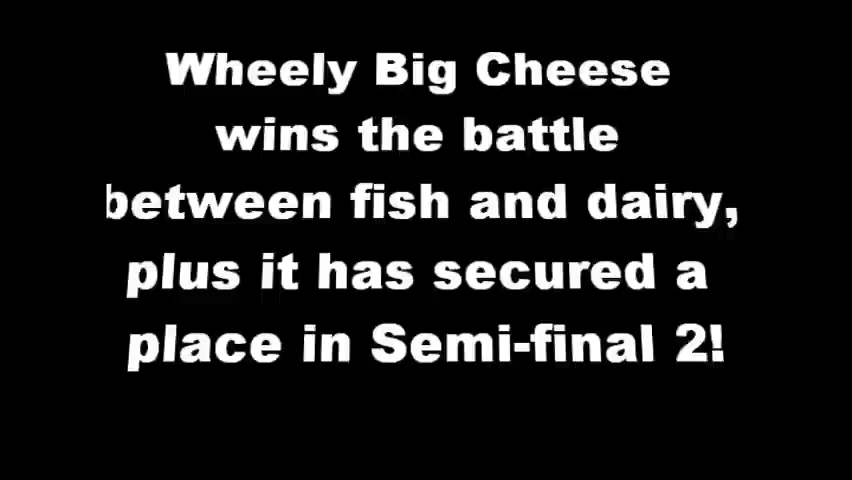 Wheely Big Cheese
wins the battle
between fish and dairy,
plus it has secured a
place in Semi-final 2!